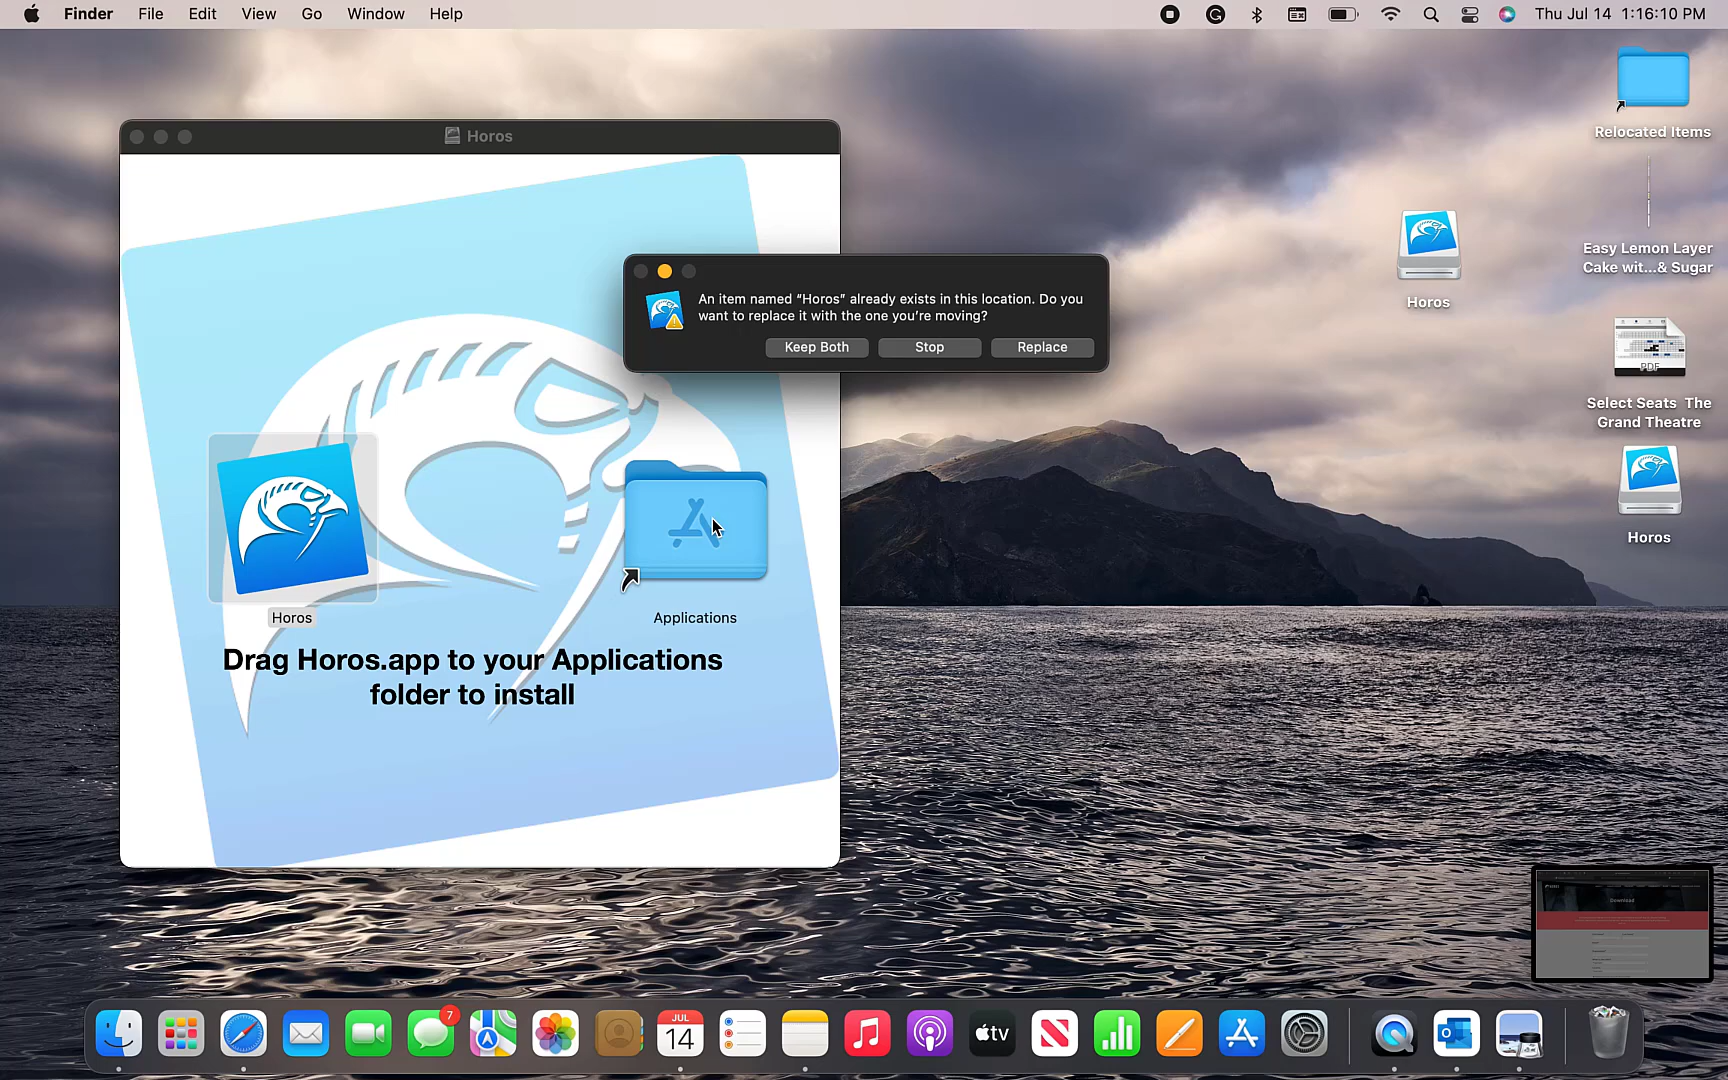 Finder File Edit View Go Window Help
Thu Jul 14 1:16:10 PM
Relocated Items
Horos
Easy Lemon Layer
Cake wit...& Sugar
An item named “Horos” already exists in this location. Do you
want to replace it with the one you’re moving?
Keep Both Stop Replace
Horos
PDF
Select Seats The
Grand Theatre
Horos
Horos
Applications
Drag Horos.app to your Applications
folder to install
Download
7
JUL
14
tv